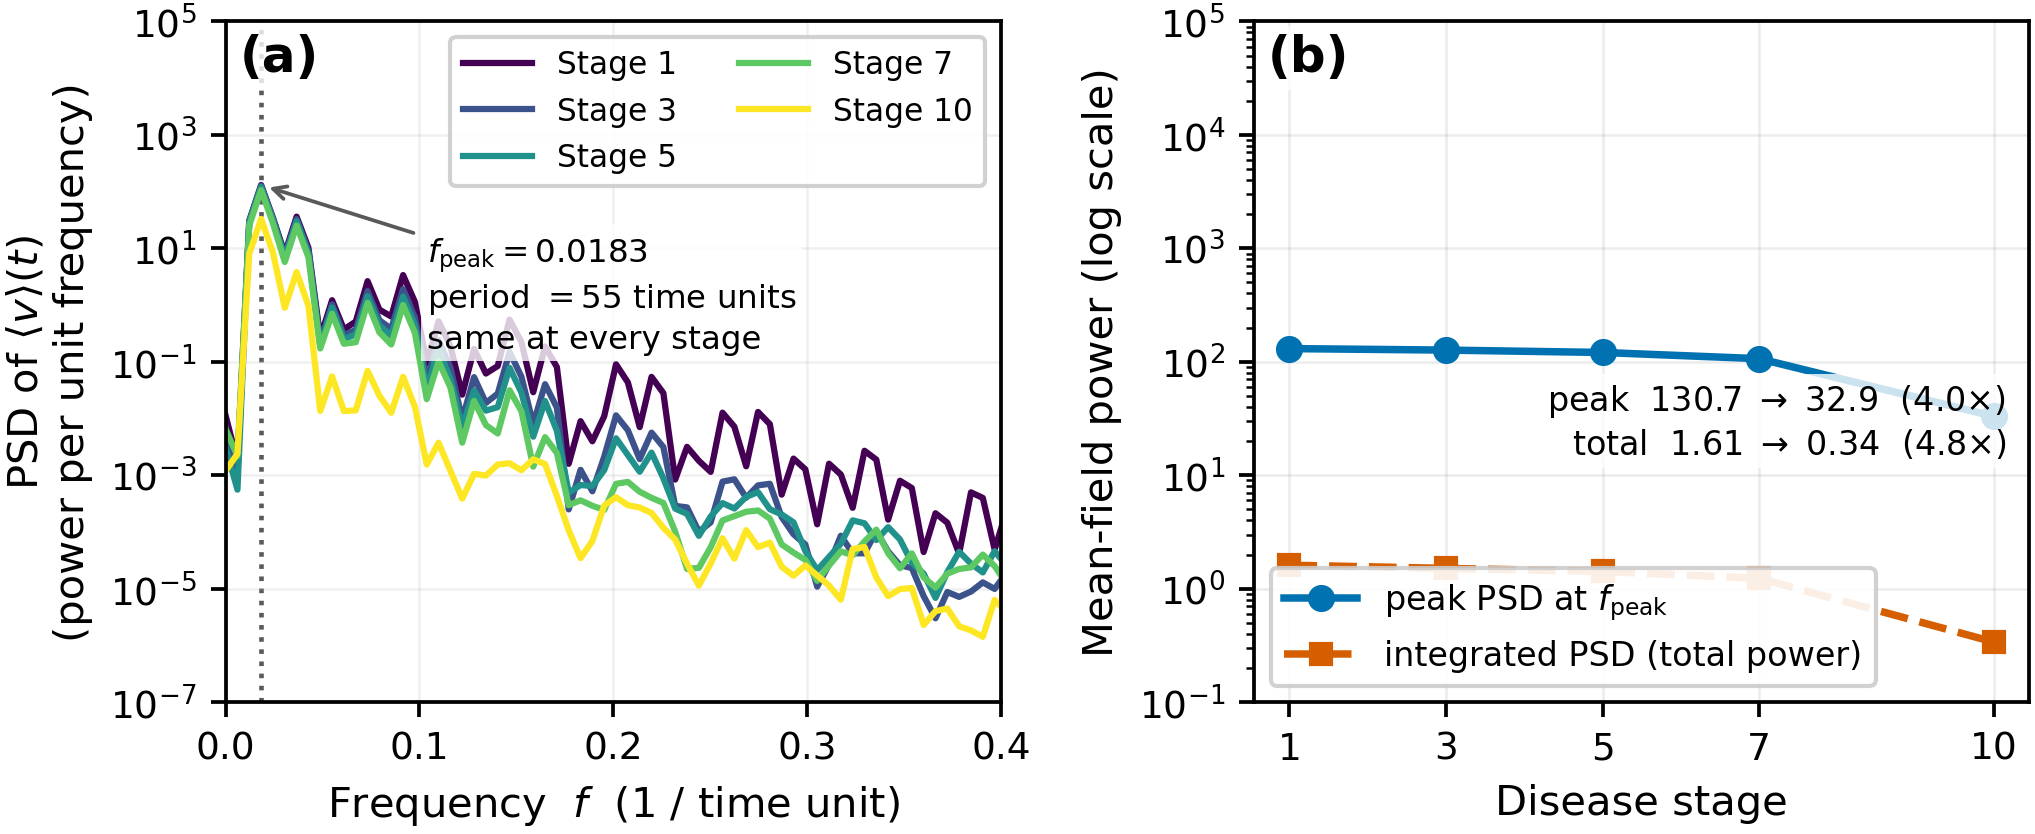 (a)
Stage 1
Stage 3
Stage 5
Stage 7
Stage 10
f_peak = 0.0183
period = 55 time units
same at every stage
PSD of ⟨v⟩(t)
(power per unit frequency)
10^5
10^3
10^1
10^−1
10^−3
10^−5
10^−7
0.0 0.1 0.2 0.3 0.4
Frequency f (1 / time unit)
(b)
Mean-field power (log scale)
10^5
10^4
10^3
10^2
10^1
10^0
10^−1
peak 130.7 → 32.9 (4.0×)
total 1.61 → 0.34 (4.8×)
peak PSD at f_peak
integrated PSD (total power)
1 3 5 7 10
Disease stage